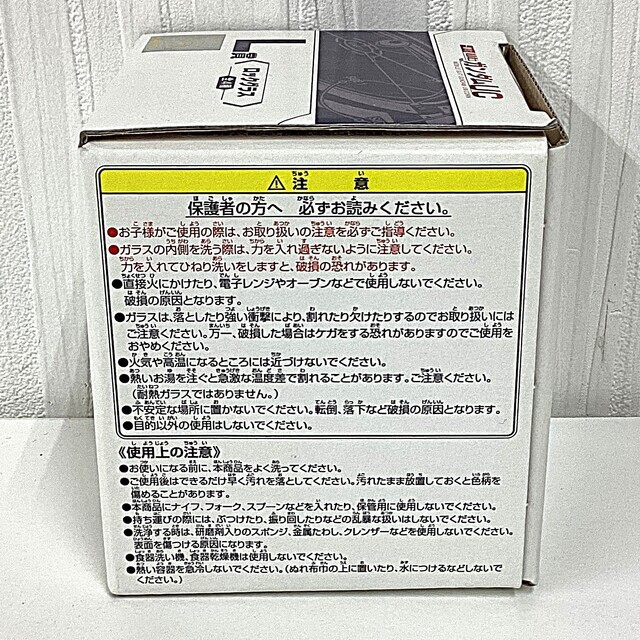 L賞
ロックグラス
全1種
機動戦士ガンダムUC
⚠注意
保護者の方へ 必ずお読みください。
●お子様がご使用の際は、お取り扱いの注意を必ずご指導ください。
●ガラスの内側を洗う際は、力を入れ過ぎないように注意してください。
力を入れてひねり洗いをしますと、破損の恐れがあります。
●直接火にかけたり、電子レンジやオーブンなどで使用しないでください。
破損の原因となります。
●ガラスは、落としたり強い衝撃により、割れたり欠けたりするのでお取り扱いには
ご注意ください。万一、破損した場合はケガをする恐れがありますのでご使用を
おやめください。
●火気や高温になるところには近づけないでください。
●熱いお湯を注ぐと急激な温度差で割れることがあります。ご注意ください。
(耐熱ガラスではありません。)
●不安定な場所に置かないでください。転倒、落下など破損の原因となります。
●目的以外の使用はしないでください。
《使用上の注意》
●お使いになる前に、本商品をよく洗ってください。
●ご使用後はできるだけ早く汚れを落としてください。汚れたまま放置しておくと色柄を
傷めることがあります。
●本商品にナイフ、フォーク、スプーンなどを入れたり、保管用に使用しないでください。
●持ち運びの際には、ぶつけたり、振り回したりなどの乱暴な扱いはしないでください。
●洗浄する時は、研磨剤入りのスポンジ、金属たわし、クレンザーなどを使用しないでください。
表面を傷つける原因になります。
●食器洗い機、食器乾燥機は使用しないでください。
●熱い容器を急冷しないでください。(ぬれ布巾の上に置いたり、水につけるなどしないで
ください。)